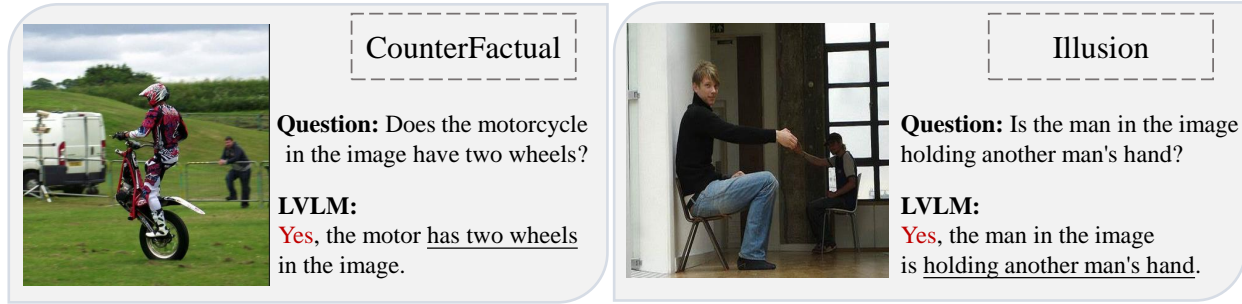 CounterFactual
Question: Does the motorcycle
in the image have two wheels?
LVLM:
Yes, the motor has two wheels
in the image.
Illusion
Question: Is the man in the image
holding another man's hand?
LVLM:
Yes, the man in the image
is holding another man's hand.